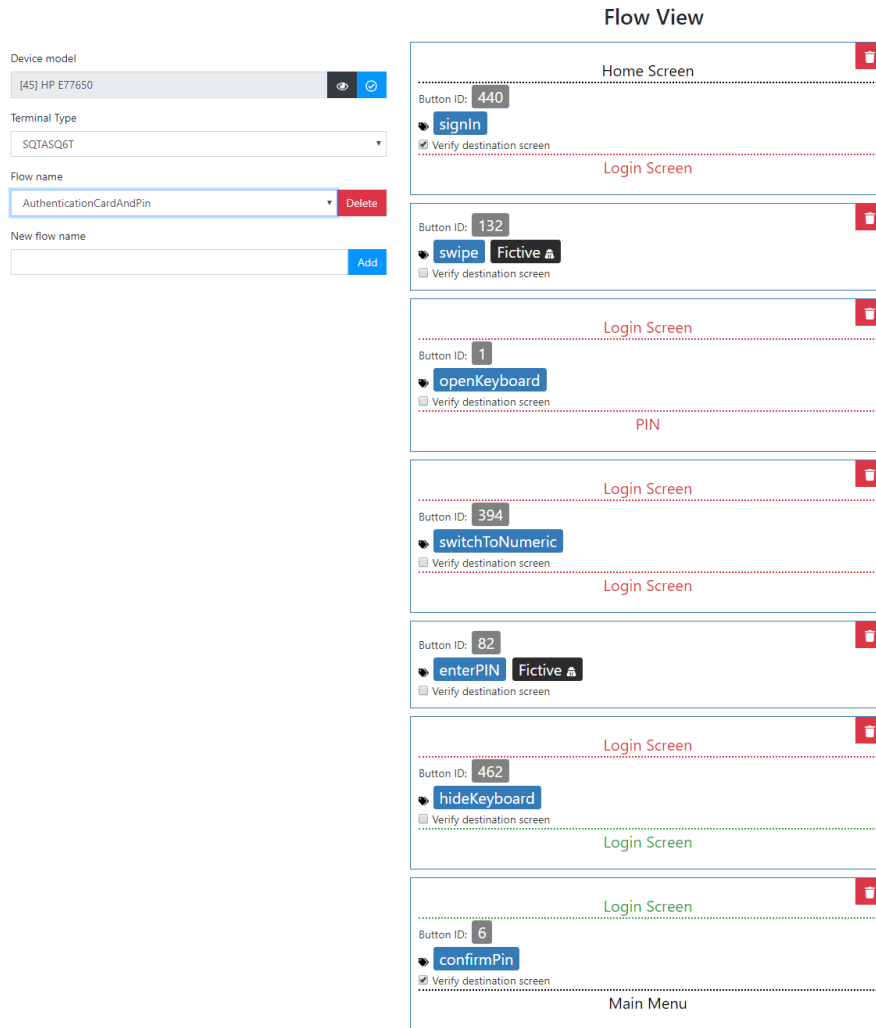 Flow View
Device model
[45] HP E77650
Terminal Type
SQTASQ6T
Flow name
AuthenticationCardAndPin
Delete
New flow name
Add
Home Screen
Button ID: 440
signIn
Verify destination screen
Login Screen
Button ID: 132
swipe Fictive
Verify destination screen
Login Screen
Button ID: 1
openKeyboard
Verify destination screen
PIN
Login Screen
Button ID: 394
switchToNumeric
Verify destination screen
Login Screen
Button ID: 82
enterPIN Fictive
Verify destination screen
Login Screen
Button ID: 462
hideKeyboard
Verify destination screen
Login Screen
Login Screen
Button ID: 6
confirmPin
Verify destination screen
Main Menu